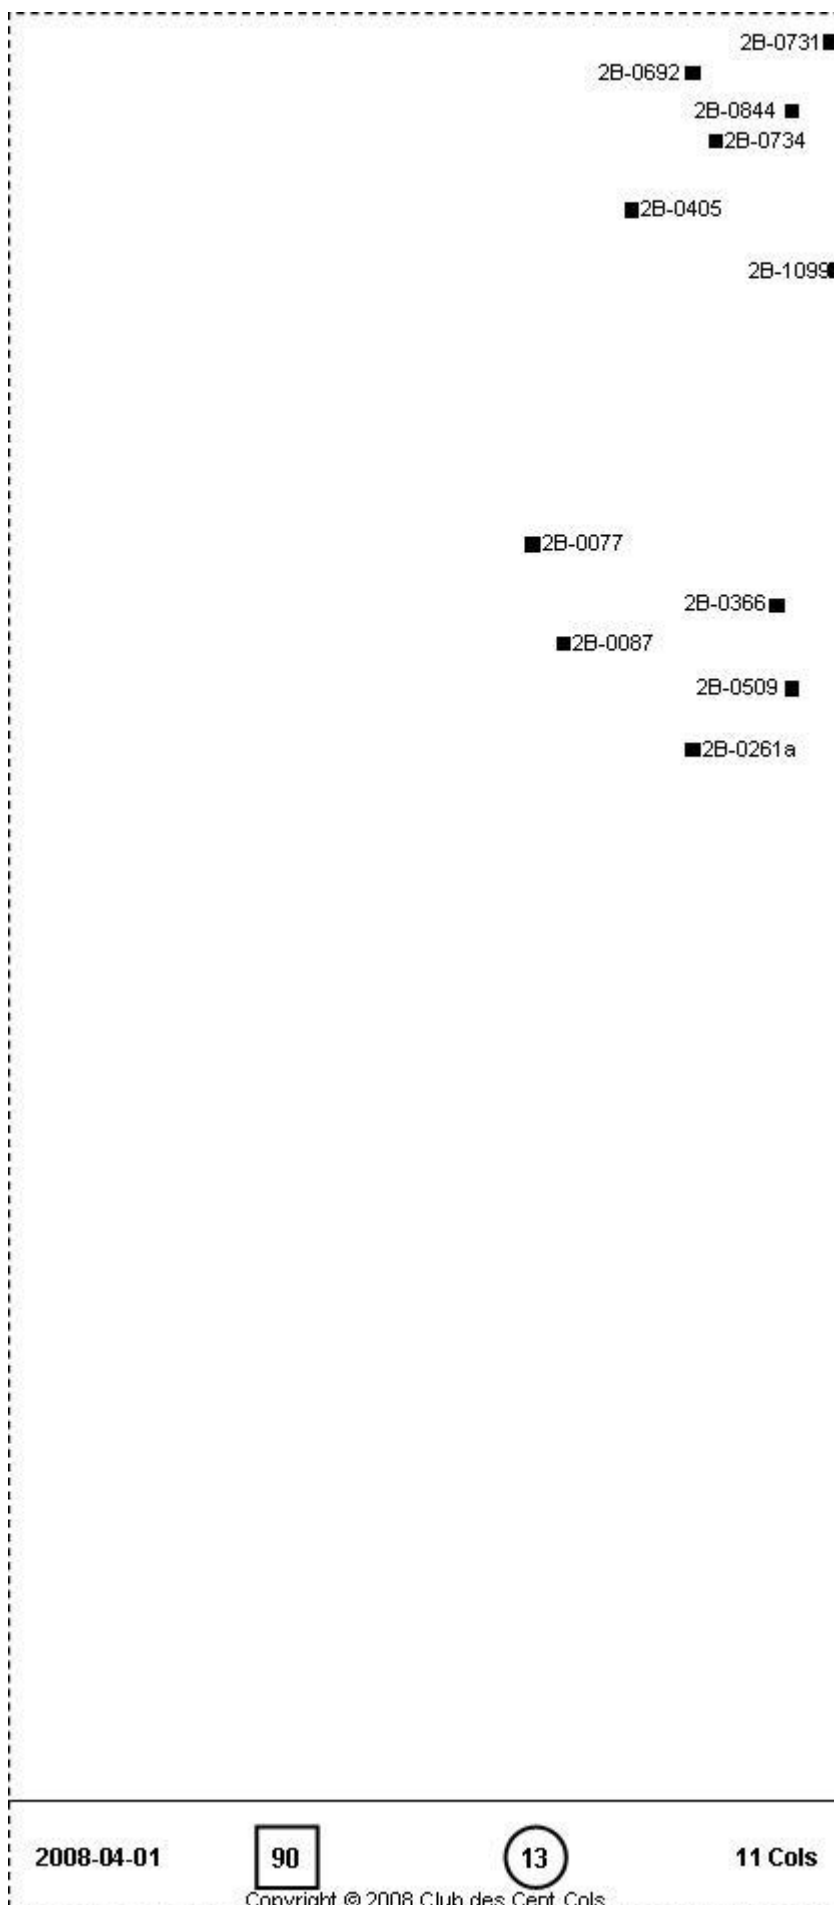 2B-0731
2B-0692
2B-0844
2B-0734
2B-0405
2B-1099
2B-0077
2B-0366
2B-0087
2B-0509
2B-0261a
2008-04-01 90 13 11 Cols
Copyright © 2008 Club des Cent Cols